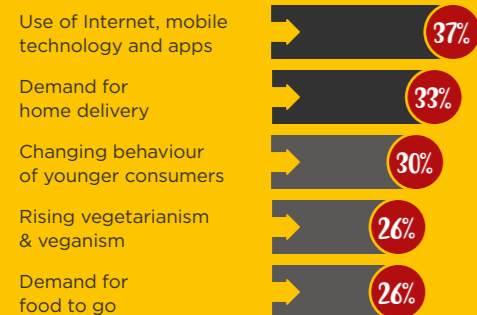 Use of Internet, mobile
technology and apps
37%
Demand for
home delivery
33%
Changing behaviour
of younger consumers
30%
Rising vegetarianism
& veganism
26%
Demand for
food to go
26%